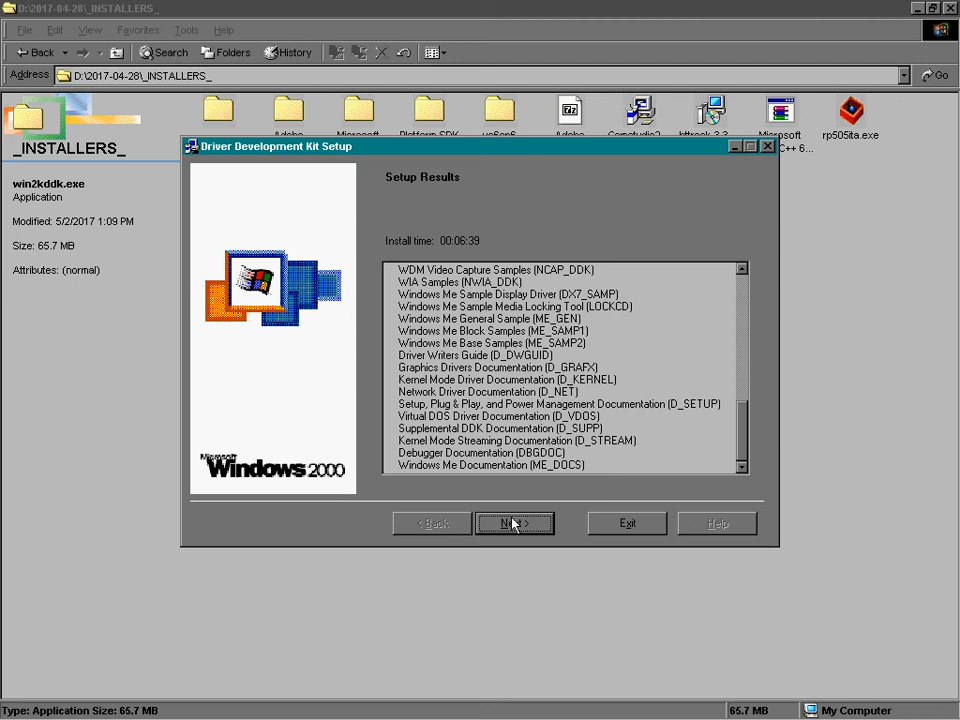 D:\2017-04-28\_INSTALLERS_
File Edit View Favorites Tools Help
Back Search Folders History
Address D:\2017-04-28\_INSTALLERS_ Go
_INSTALLERS_
win2kddk.exe
Application
Modified: 5/2/2017 1:09 PM
Size: 65.7 MB
Attributes: (normal)
Adobe Microsoft Platform SDK vs6sp6 Adobe Camstudio2 httrack-3.3 Microsoft rp505ita.exe
C++ 6...
Driver Development Kit Setup
Setup Results
Install time: 00:06:39
WDM Video Capture Samples (NCAP_DDK)
WIA Samples (NWIA_DDK)
Windows Me Sample Display Driver (DX7_SAMP)
Windows Me Sample Media Locking Tool (LOCKCD)
Windows Me General Sample (ME_GEN)
Windows Me Block Samples (ME_SAMP1)
Windows Me Base Samples (ME_SAMP2)
Driver Writers Guide (D_DWGUID)
Graphics Drivers Documentation (D_GRAFX)
Kernel Mode Driver Documentation (D_KERNEL)
Network Driver Documentation (D_NET)
Setup, Plug & Play, and Power Management Documentation (D_SETUP)
Virtual DOS Driver Documentation (D_VDOS)
Supplemental DDK Documentation (D_SUPP)
Kernel Mode Streaming Documentation (D_STREAM)
Debugger Documentation (DBGDOC)
Windows Me Documentation (ME_DOCS)
Microsoft
Windows 2000
< Back Next > Exit Help
Type: Application Size: 65.7 MB 65.7 MB My Computer